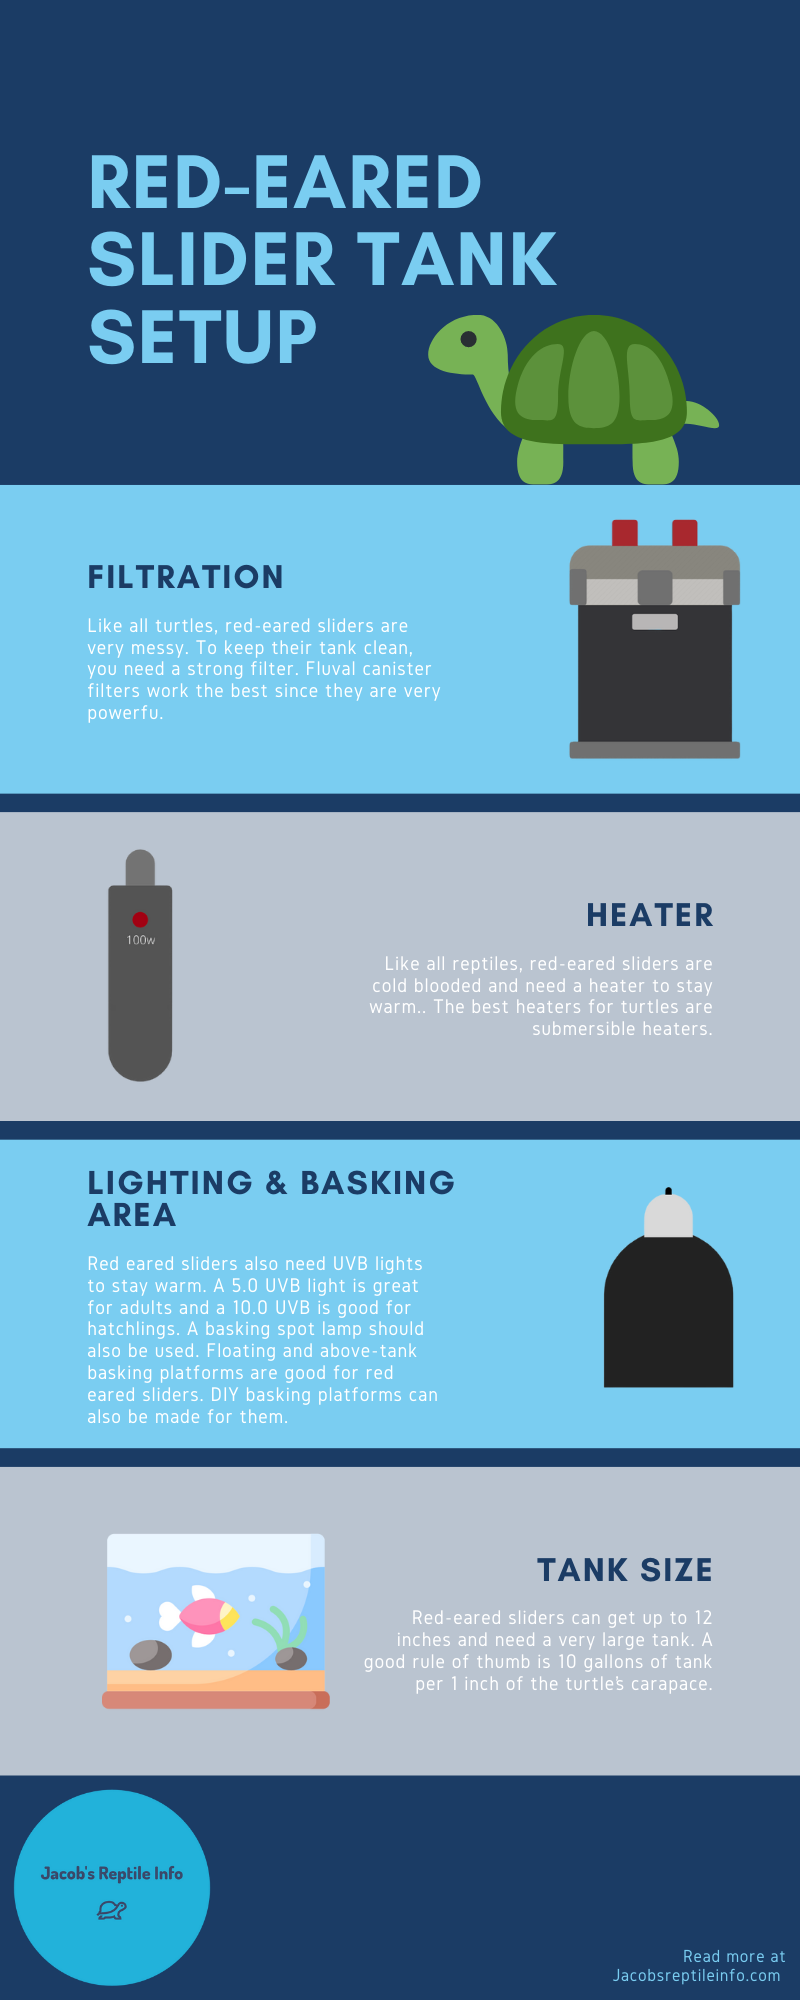 RED-EARED
SLIDER TANK
SETUP
FILTRATION
Like all turtles, red-eared sliders are
very messy. To keep their tank clean,
you need a strong filter. Fluval canister
filters work the best since they are very
powerfu.
100w
HEATER
Like all reptiles, red-eared sliders are
cold blooded and need a heater to stay
warm.. The best heaters for turtles are
submersible heaters.
LIGHTING & BASKING
AREA
Red eared sliders also need UVB lights
to stay warm. A 5.0 UVB light is great
for adults and a 10.0 UVB is good for
hatchlings. A basking spot lamp should
also be used. Floating and above-tank
basking platforms are good for red
eared sliders. DIY basking platforms can
also be made for them.
TANK SIZE
Red-eared sliders can get up to 12
inches and need a very large tank. A
good rule of thumb is 10 gallons of tank
per 1 inch of the turtle's carapace.
Jacob's Reptile Info
Read more at
Jacobsreptileinfo.com